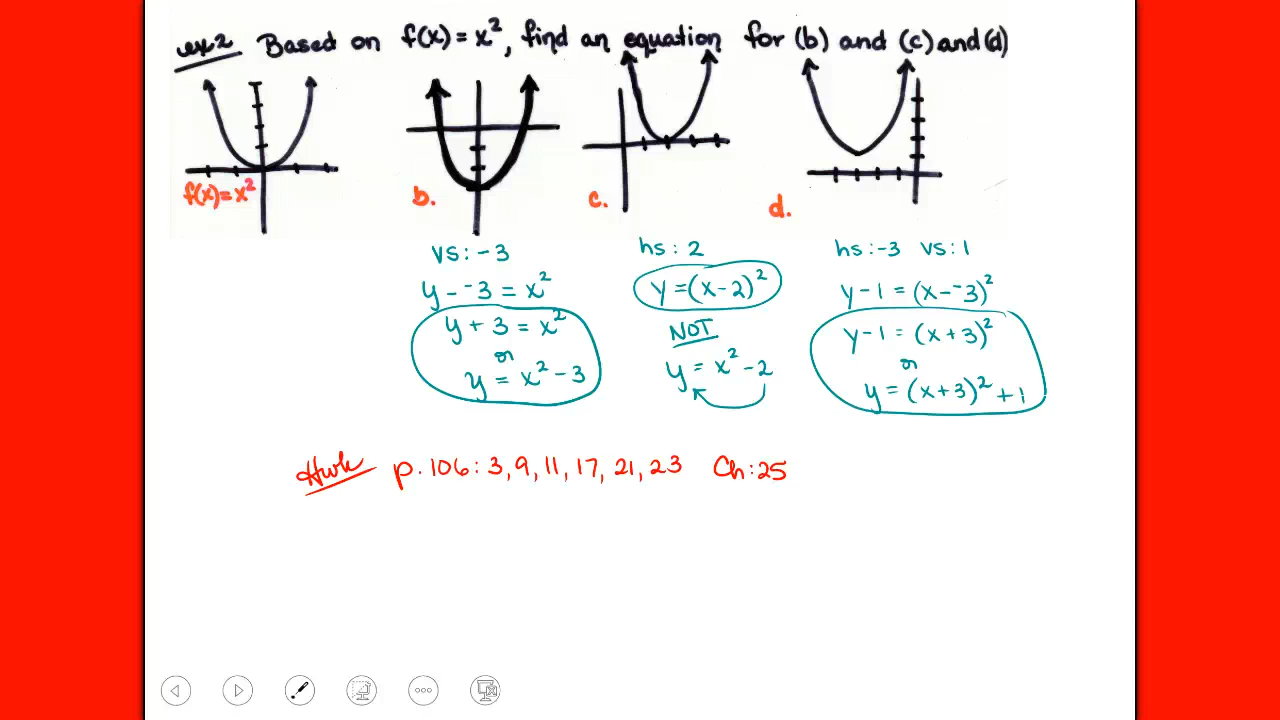 ex2 Based on f(x) = x², find an equation for (b) and (c) and (d)
f(x) = x²
b.
c.
d.
vs: -3
y - ⁻3 = x²
y + 3 = x²
or
y = x² - 3
hs: 2
y = (x-2)²
NOT
y = x² - 2
hs: -3 vs: 1
y - 1 = (x - ⁻3)²
y - 1 = (x + 3)²
or
y = (x+3)² + 1
Hwk p. 106: 3, 9, 11, 17, 21, 23 Ch: 25